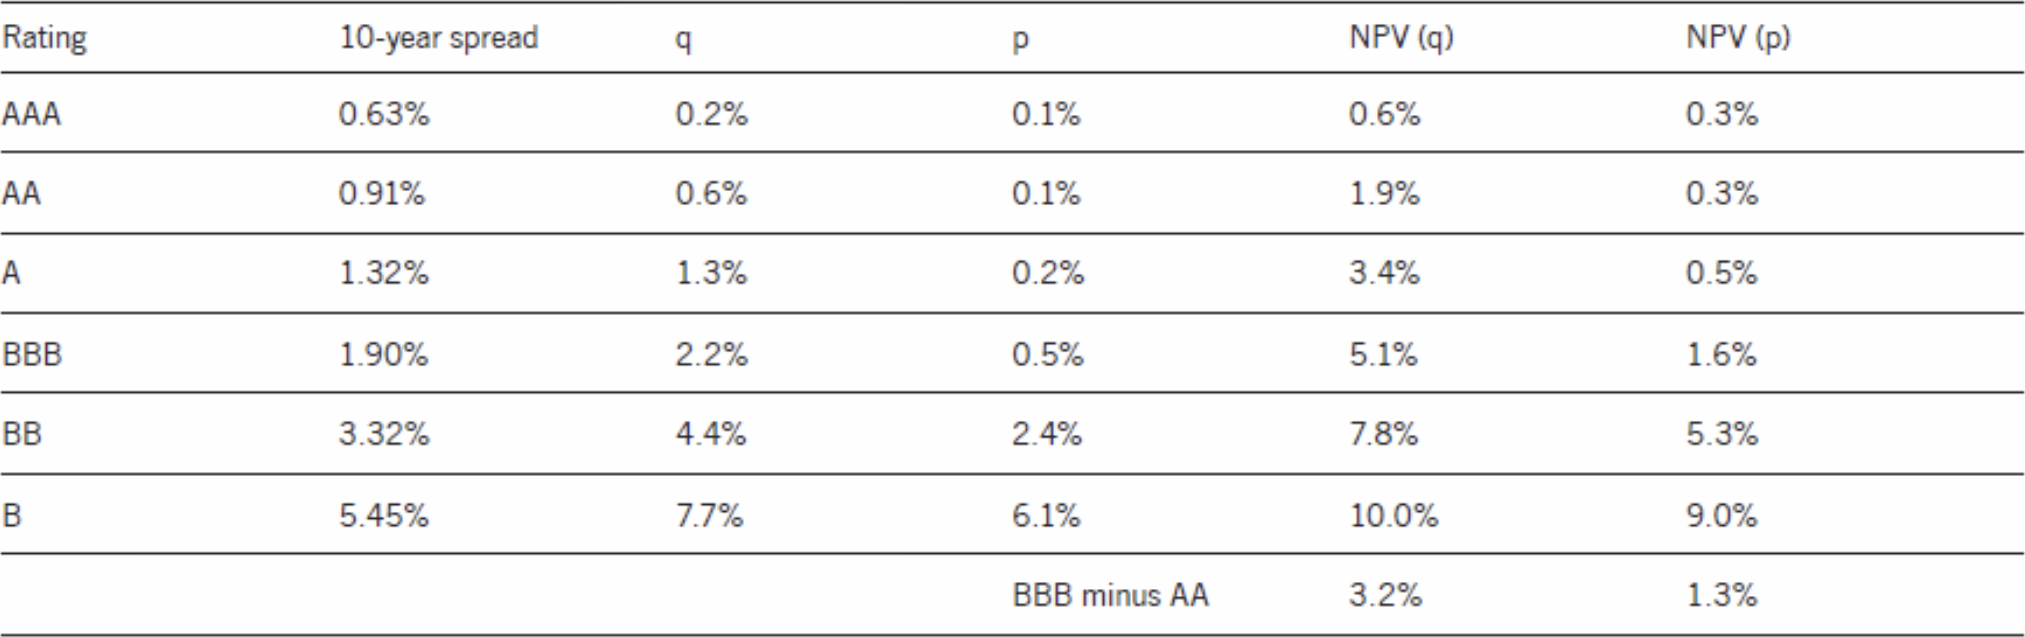 Rating 10-year spread q p NPV (q) NPV (p)
AAA 0.63% 0.2% 0.1% 0.6% 0.3%
AA 0.91% 0.6% 0.1% 1.9% 0.3%
A 1.32% 1.3% 0.2% 3.4% 0.5%
BBB 1.90% 2.2% 0.5% 5.1% 1.6%
BB 3.32% 4.4% 2.4% 7.8% 5.3%
B 5.45% 7.7% 6.1% 10.0% 9.0%
BBB minus AA 3.2% 1.3%